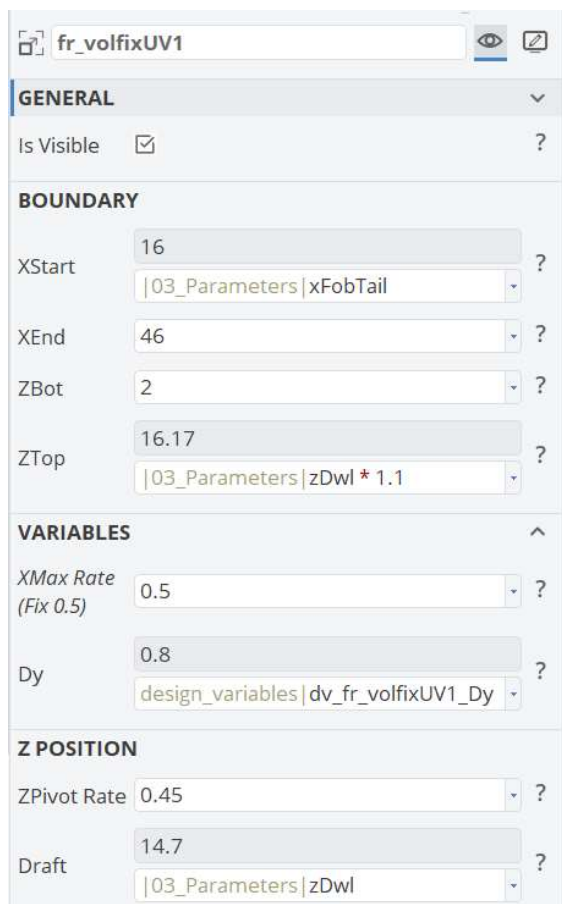 fr_volfixUV1
GENERAL
Is Visible ?
BOUNDARY
16
XStart ?
|03_Parameters|xFobTail
XEnd 46 ?
ZBot 2 ?
16.17
ZTop ?
|03_Parameters|zDwl * 1.1
VARIABLES
XMax Rate
(Fix 0.5) 0.5 ?
0.8
Dy ?
design_variables|dv_fr_volfixUV1_Dy
Z POSITION
ZPivot Rate 0.45 ?
14.7
Draft ?
|03_Parameters|zDwl